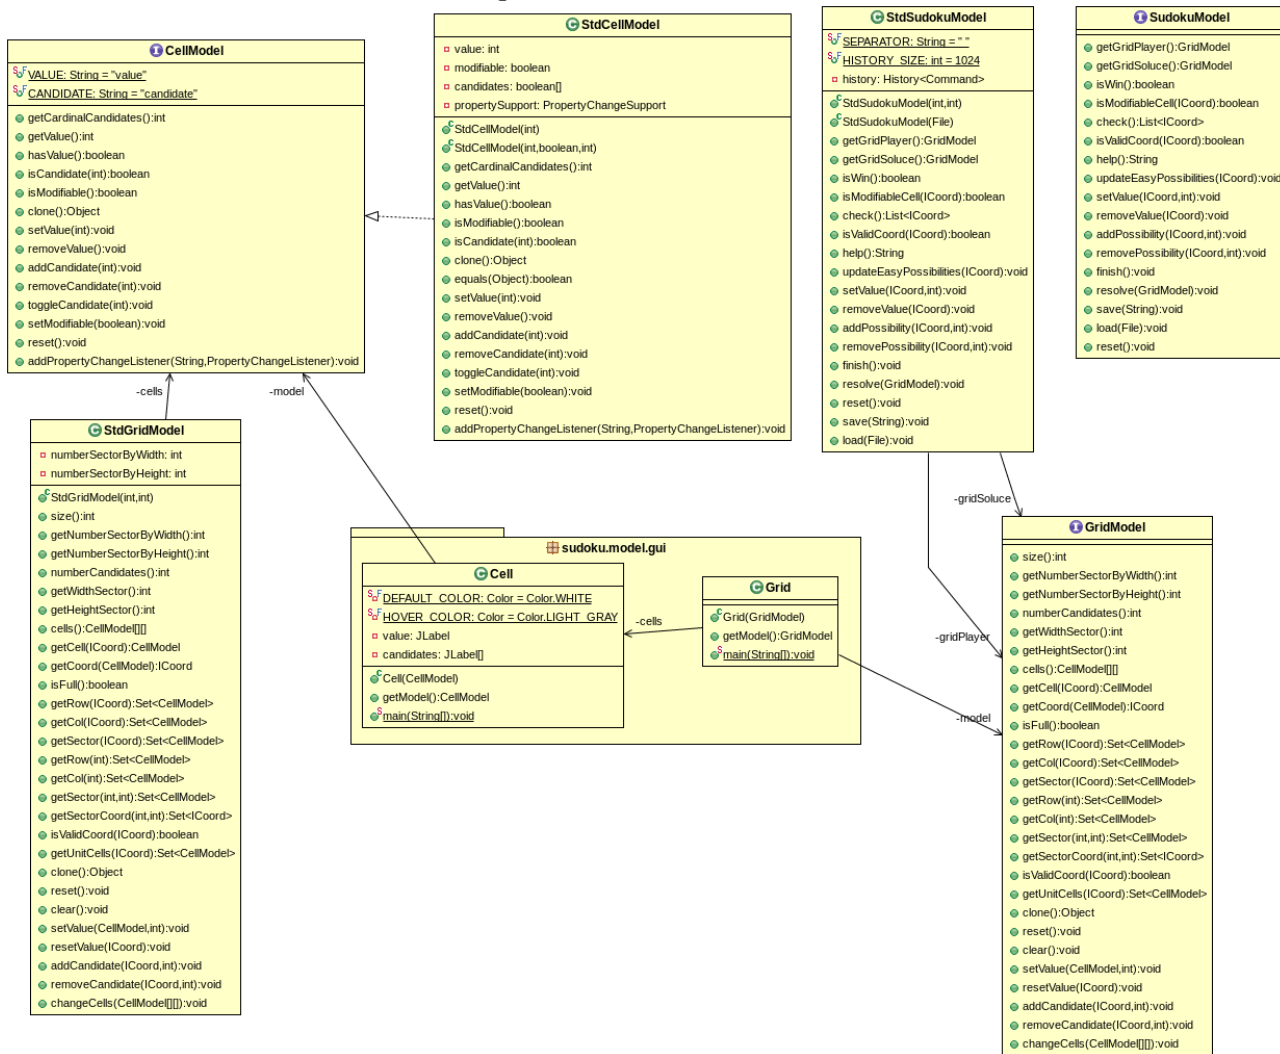 CellModel
VALUE: String = "value"
CANDIDATE: String = "candidate"
getCardinalCandidates():int
getValue():int
hasValue():boolean
isCandidate(int):boolean
isModifiable():boolean
clone():Object
setValue(int):void
removeValue():void
addCandidate(int):void
removeCandidate(int):void
toggleCandidate(int):void
setModifiable(boolean):void
reset():void
addPropertyChangeListener(String,PropertyChangeListener):void
StdCellModel
value: int
modifiable: boolean
candidates: boolean[]
propertySupport: PropertyChangeSupport
StdCellModel(int)
StdCellModel(int,boolean,int)
getCardinalCandidates():int
getValue():int
hasValue():boolean
isModifiable():boolean
isCandidate(int):boolean
clone():Object
equals(Object):boolean
setValue(int):void
removeValue():void
addCandidate(int):void
removeCandidate(int):void
toggleCandidate(int):void
setModifiable(boolean):void
reset():void
addPropertyChangeListener(String,PropertyChangeListener):void
StdSudokuModel
SEPARATOR: String = " "
HISTORY_SIZE: int = 1024
history: History<Command>
StdSudokuModel(int,int)
StdSudokuModel(File)
getGridPlayer():GridModel
getGridSoluce():GridModel
isWin():boolean
isModifiableCell(ICoord):boolean
check():List<ICoord>
isValidCoord(ICoord):boolean
help():String
updateEasyPossibilities(ICoord):void
setValue(ICoord,int):void
removeValue(ICoord):void
addPossibility(ICoord,int):void
removePossibility(ICoord,int):void
finish():void
resolve(GridModel):void
reset():void
save(String):void
load(File):void
SudokuModel
getGridPlayer():GridModel
getGridSoluce():GridModel
isWin():boolean
isModifiableCell(ICoord):boolean
check():List<ICoord>
isValidCoord(ICoord):boolean
help():String
updateEasyPossibilities(ICoord):void
setValue(ICoord,int):void
removeValue(ICoord):void
addPossibility(ICoord,int):void
removePossibility(ICoord,int):void
finish():void
resolve(GridModel):void
save(String):void
load(File):void
reset():void
-cells
-model
StdGridModel
numberSectorByWidth: int
numberSectorByHeight: int
StdGridModel(int,int)
size():int
getNumberSectorByWidth():int
getNumberSectorByHeight():int
numberCandidates():int
getWidthSector():int
getHeightSector():int
cells():CellModel[][]
getCell(ICoord):CellModel
getCoord(CellModel):ICoord
isFull():boolean
getRow(ICoord):Set<CellModel>
getCol(ICoord):Set<CellModel>
getSector(ICoord):Set<CellModel>
getRow(int):Set<CellModel>
getCol(int):Set<CellModel>
getSector(int,int):Set<CellModel>
getSectorCoord(int,int):Set<ICoord>
isValidCoord(ICoord):boolean
getUnitCells(ICoord):Set<CellModel>
clone():Object
reset():void
clear():void
setValue(CellModel,int):void
resetValue(ICoord):void
addCandidate(ICoord,int):void
removeCandidate(ICoord,int):void
changeCells(CellModel[][]):void
sudoku.model.gui
Cell
DEFAULT_COLOR: Color = Color.WHITE
HOVER_COLOR: Color = Color.LIGHT_GRAY
value: JLabel
candidates: JLabel[]
Cell(CellModel)
getModel():CellModel
main(String[]):void
-cells
Grid
Grid(GridModel)
getModel():GridModel
main(String[]):void
-gridSoluce
-gridPlayer
-model
GridModel
size():int
getNumberSectorByWidth():int
getNumberSectorByHeight():int
numberCandidates():int
getWidthSector():int
getHeightSector():int
cells():CellModel[][]
getCell(ICoord):CellModel
getCoord(CellModel):ICoord
isFull():boolean
getRow(ICoord):Set<CellModel>
getCol(ICoord):Set<CellModel>
getSector(ICoord):Set<CellModel>
getRow(int):Set<CellModel>
getCol(int):Set<CellModel>
getSector(int,int):Set<CellModel>
getSectorCoord(int,int):Set<ICoord>
isValidCoord(ICoord):boolean
getUnitCells(ICoord):Set<CellModel>
clone():Object
reset():void
clear():void
setValue(CellModel,int):void
resetValue(ICoord):void
addCandidate(ICoord,int):void
removeCandidate(ICoord,int):void
changeCells(CellModel[][]):void